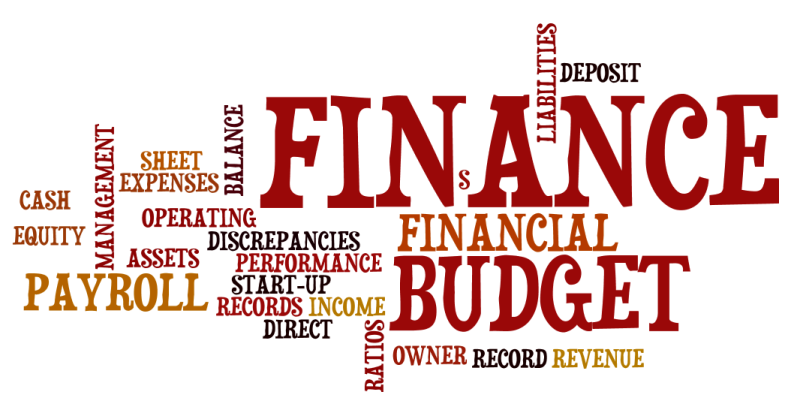 LIABILITIES
DEPOSIT
FINANCE
S
BALANCE
MANAGEMENT
SHEET
EXPENSES
CASH
OPERATING
EQUITY
DISCREPANCIES
FINANCIAL
ASSETS
PERFORMANCE
PAYROLL
START-UP
BUDGET
RECORDS INCOME
DIRECT
RATIOS
OWNER RECORD REVENUE